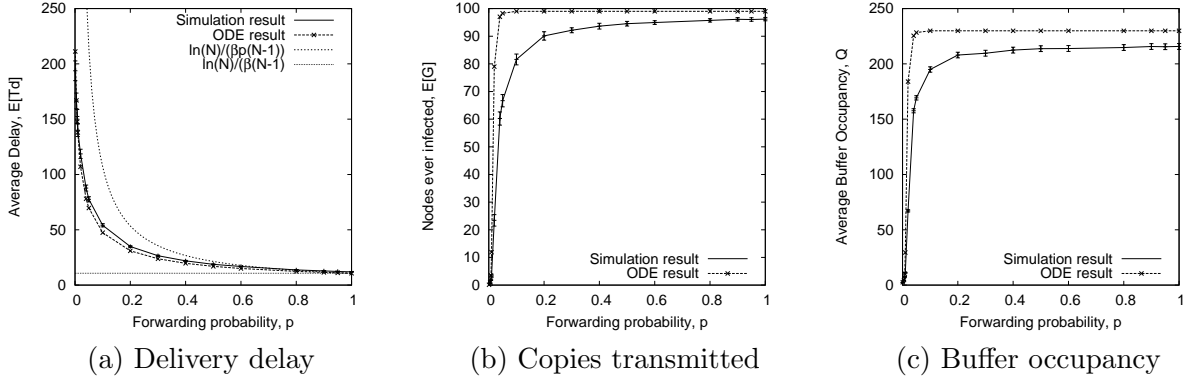 Average Delay, E[Td]
250
200
150
100
50
0
0 0.2 0.4 0.6 0.8 1
Forwarding probability, p
Simulation result
ODE result
ln(N)/(βp(N-1))
ln(N)/(β(N-1))
(a) Delivery delay
Nodes ever infected, E[G]
100
90
80
70
60
50
40
30
20
10
0
0 0.2 0.4 0.6 0.8 1
Forwarding probability, p
Simulation result
ODE result
(b) Copies transmitted
Average Buffer Occupany, Q
250
200
150
100
50
0
0 0.2 0.4 0.6 0.8 1
Forwarding probability, p
Simulation result
ODE result
(c) Buffer occupancy